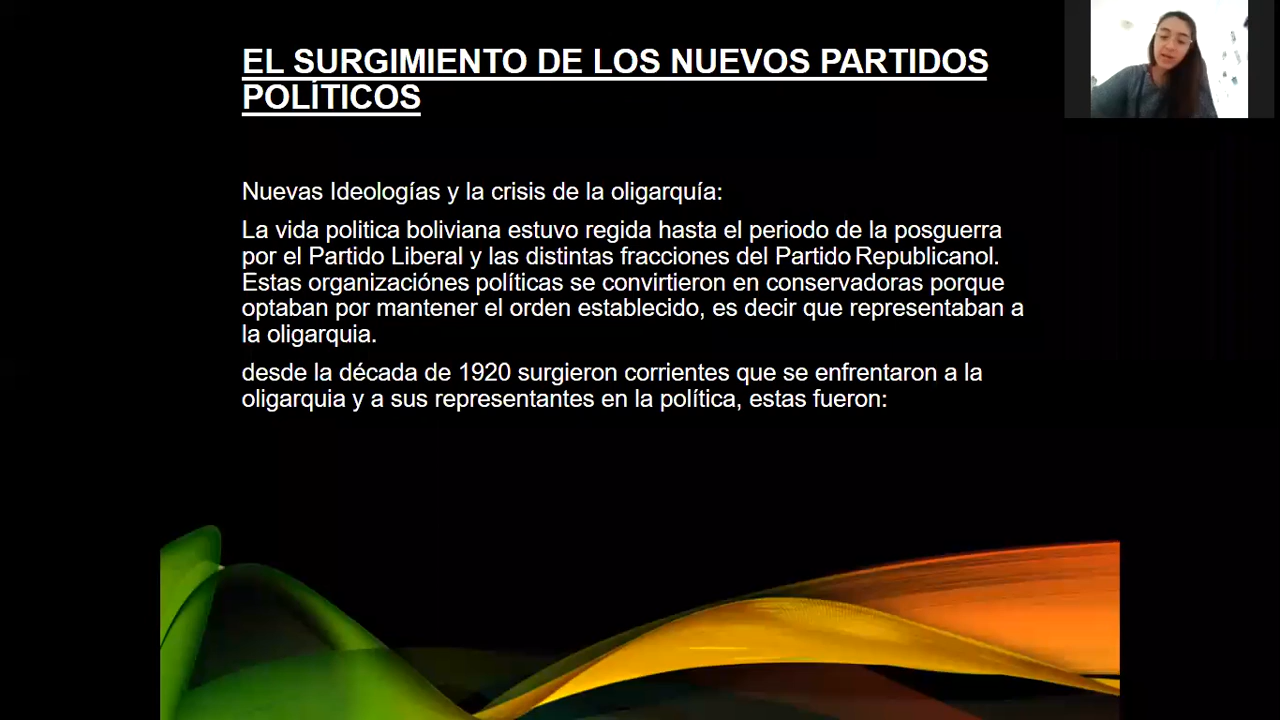 EL SURGIMIENTO DE LOS NUEVOS PARTIDOS
POLÍTICOS
Nuevas Ideologías y la crisis de la oligarquía:
La vida politica boliviana estuvo regida hasta el periodo de la posguerra
por el Partido Liberal y las distintas fracciones del Partido Republicanol.
Estas organizaciónes políticas se convirtieron en conservadoras porque
optaban por mantener el orden establecido, es decir que representaban a
la oligarquia.
desde la década de 1920 surgieron corrientes que se enfrentaron a la
oligarquia y a sus representantes en la política, estas fueron: